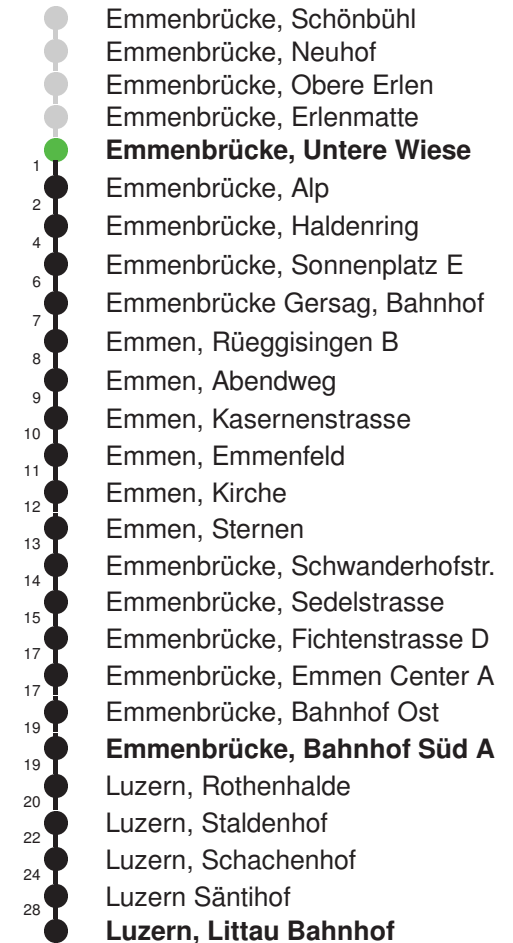 Emmenbrücke, Schönbühl
Emmenbrücke, Neuhof
Emmenbrücke, Obere Erlen
Emmenbrücke, Erlenmatte
Emmenbrücke, Untere Wiese
1
Emmenbrücke, Alp
2
Emmenbrücke, Haldenring
4
Emmenbrücke, Sonnenplatz E
6
Emmenbrücke Gersag, Bahnhof
7
Emmen, Rüeggisingen B
8
Emmen, Abendweg
9
Emmen, Kasernenstrasse
10
Emmen, Emmenfeld
11
Emmen, Kirche
12
Emmen, Sternen
13
Emmenbrücke, Schwanderhofstr.
14
Emmenbrücke, Sedelstrasse
15
Emmenbrücke, Fichtenstrasse D
17
Emmenbrücke, Emmen Center A
17
Emmenbrücke, Bahnhof Ost
19
Emmenbrücke, Bahnhof Süd A
19
Luzern, Rothenhalde
20
Luzern, Staldenhof
22
Luzern, Schachenhof
24
Luzern Säntihof
28
Luzern, Littau Bahnhof